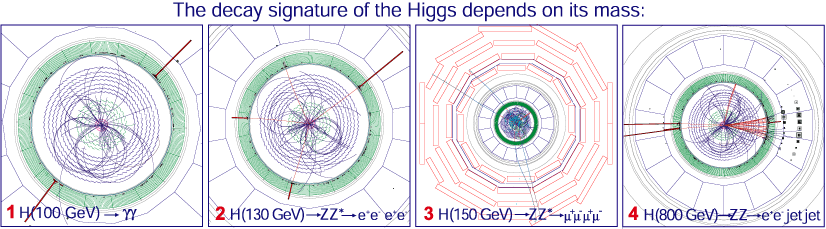 The decay signature of the Higgs depends on its mass:
1 H(100 GeV) → γγ
2 H(130 GeV)→ZZ*→e⁺e⁻ e⁺e⁻
3 H(150 GeV)→ZZ*→μ⁺μ⁻μ⁺μ⁻
4 H(800 GeV)→ZZ→e⁺e⁻ jet jet